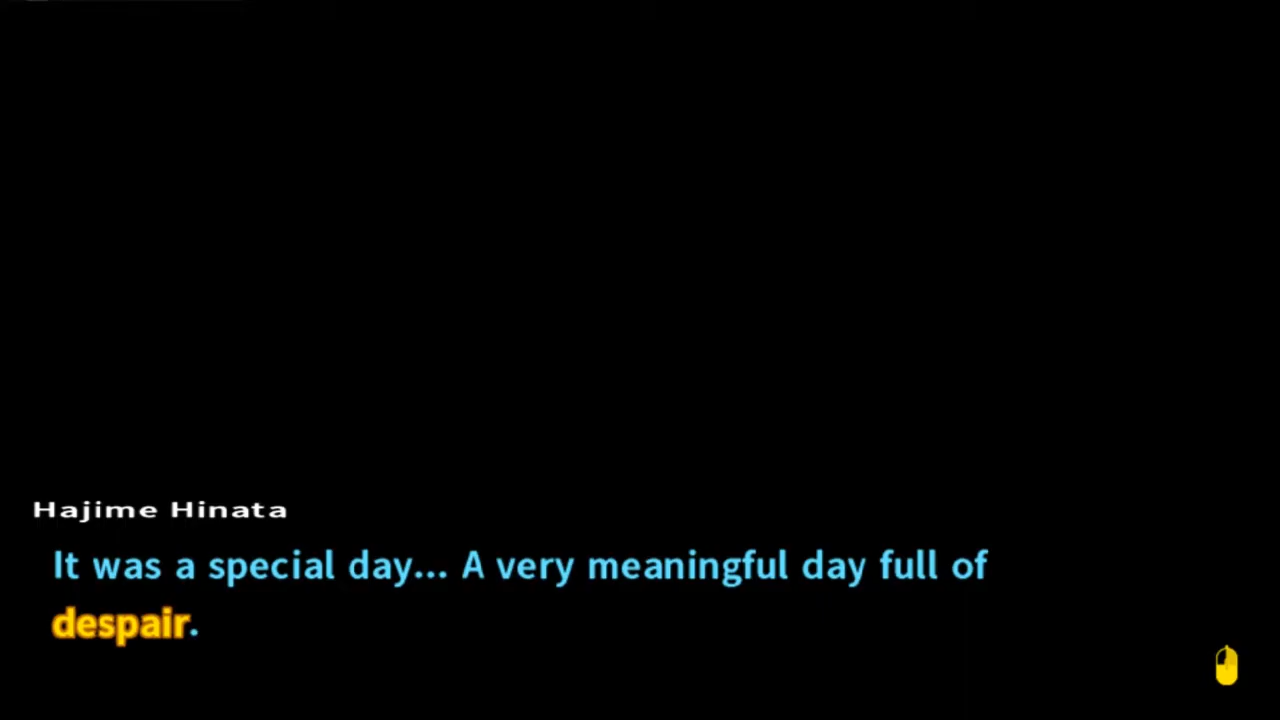 Hajime Hinata
It was a special day... A very meaningful day full of
despair.